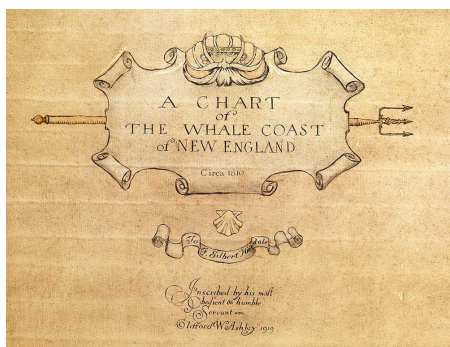 A CHART
of
THE WHALE COAST
of NEW ENGLAND
Circa 1810
To F. Gilbert Hinsdale
Inscribed by his most
Obedient & humble
Servant
Clifford W. Ashley 1919